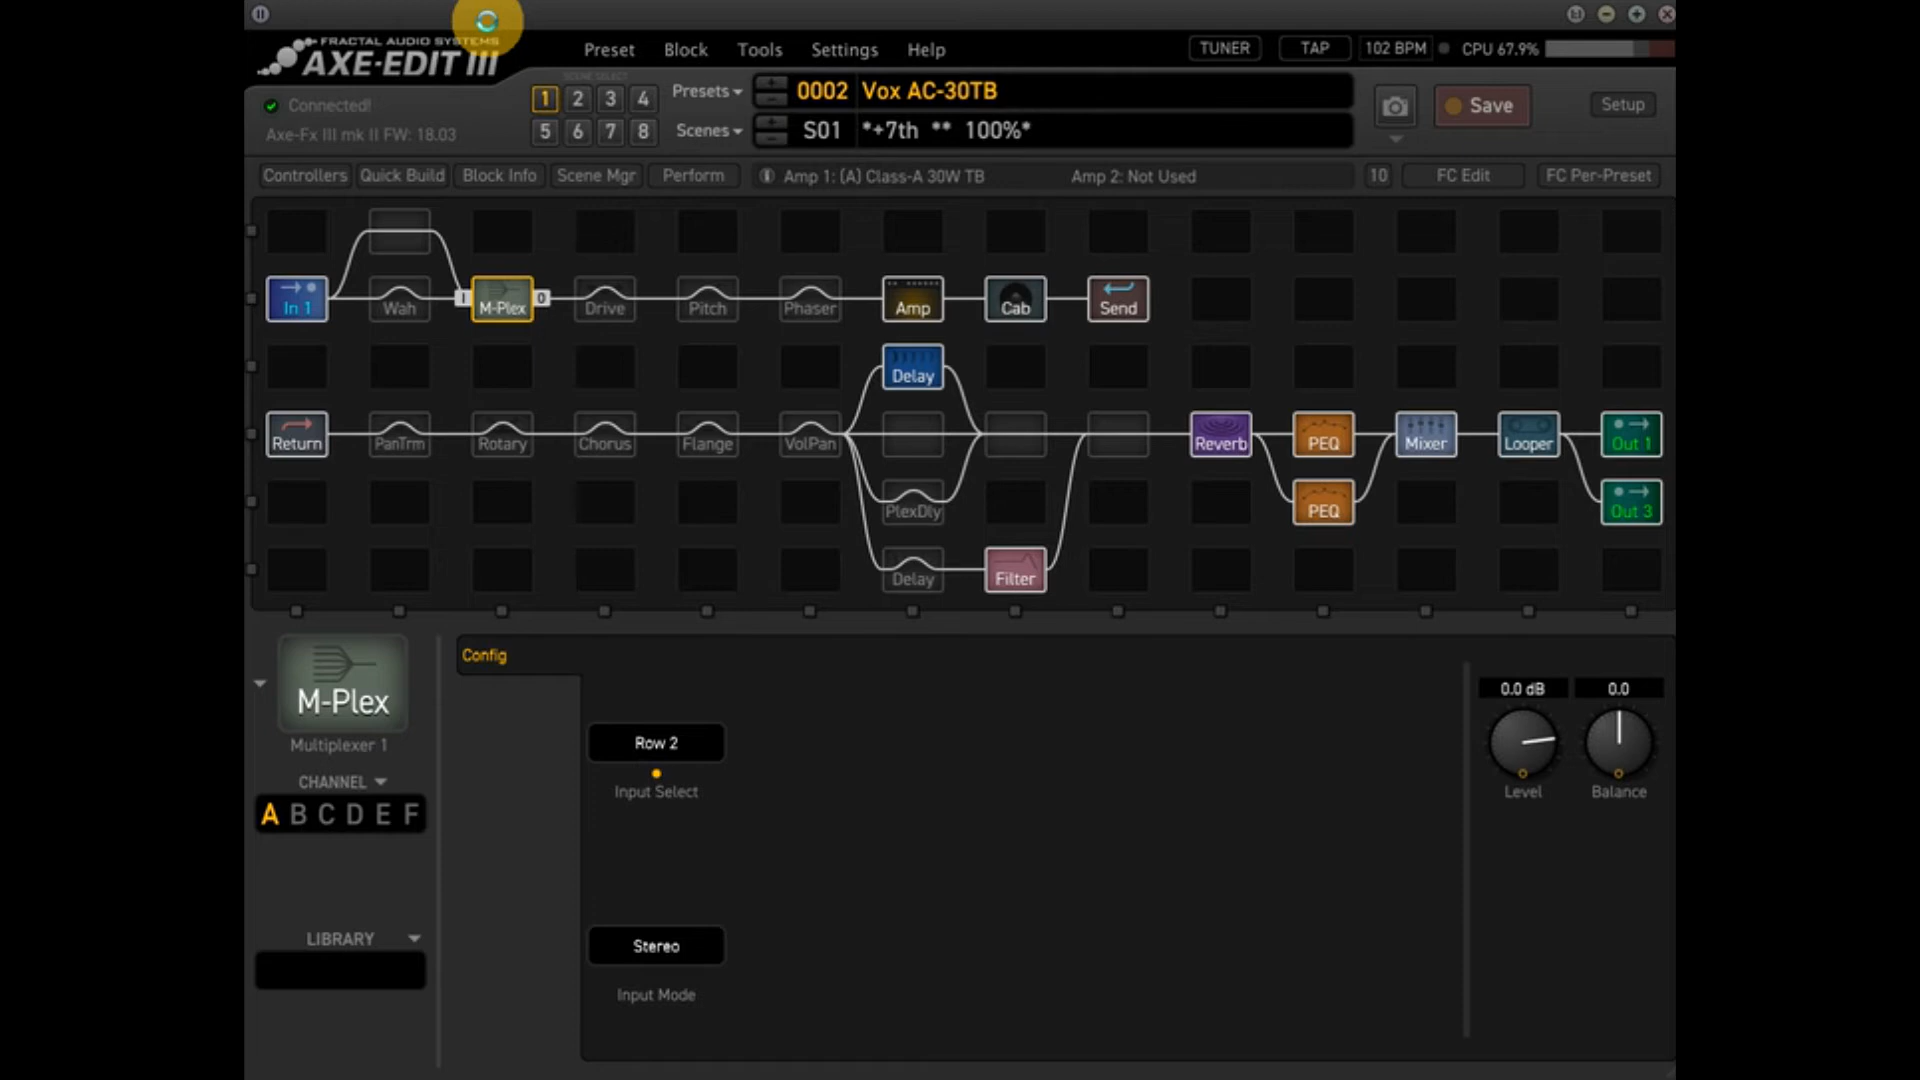 FRACTAL AUDIO SYSTEMS
AXE-EDIT III
Preset Block Tools Settings Help
TUNER TAP 102 BPM CPU 67.9%
SCENE SELECT
Connected!
Axe-Fx III mk II FW: 18.03
1 2 3 4
5 6 7 8
Presets 0002 Vox AC-30TB
Scenes S01 *+7th ** 100%*
Save Setup
Controllers Quick Build Block Info Scene Mgr Perform Amp 1: (A) Class-A 30W TB Amp 2: Not Used 10 FC Edit FC Per-Preset
In 1 Wah I M-Plex O Drive Pitch Phaser Amp Cab Send
Delay
Return PanTrm Rotary Chorus Flange VolPan Reverb PEQ Mixer Looper Out 1
PlexDly PEQ Out 3
Delay Filter
M-Plex
Multiplexer 1
CHANNEL
A B C D E F
LIBRARY
Config
Row 2
Input Select
Stereo
Input Mode
0.0 dB 0.0
Level Balance